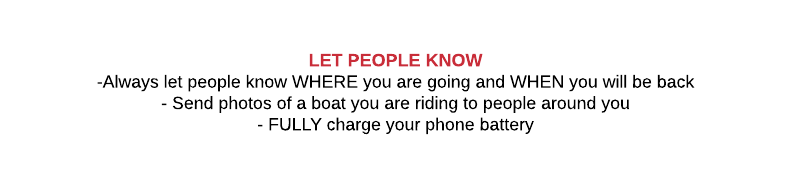 LET PEOPLE KNOW
-Always let people know WHERE you are going and WHEN you will be back
- Send photos of a boat you are riding to people around you
- FULLY charge your phone battery